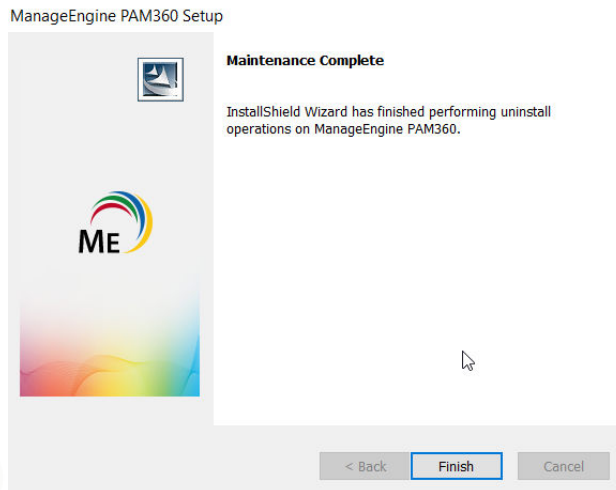 ManageEngine PAM360 Setup
Maintenance Complete
InstallShield Wizard has finished performing uninstall
operations on ManageEngine PAM360.
ME
< Back
Finish
Cancel